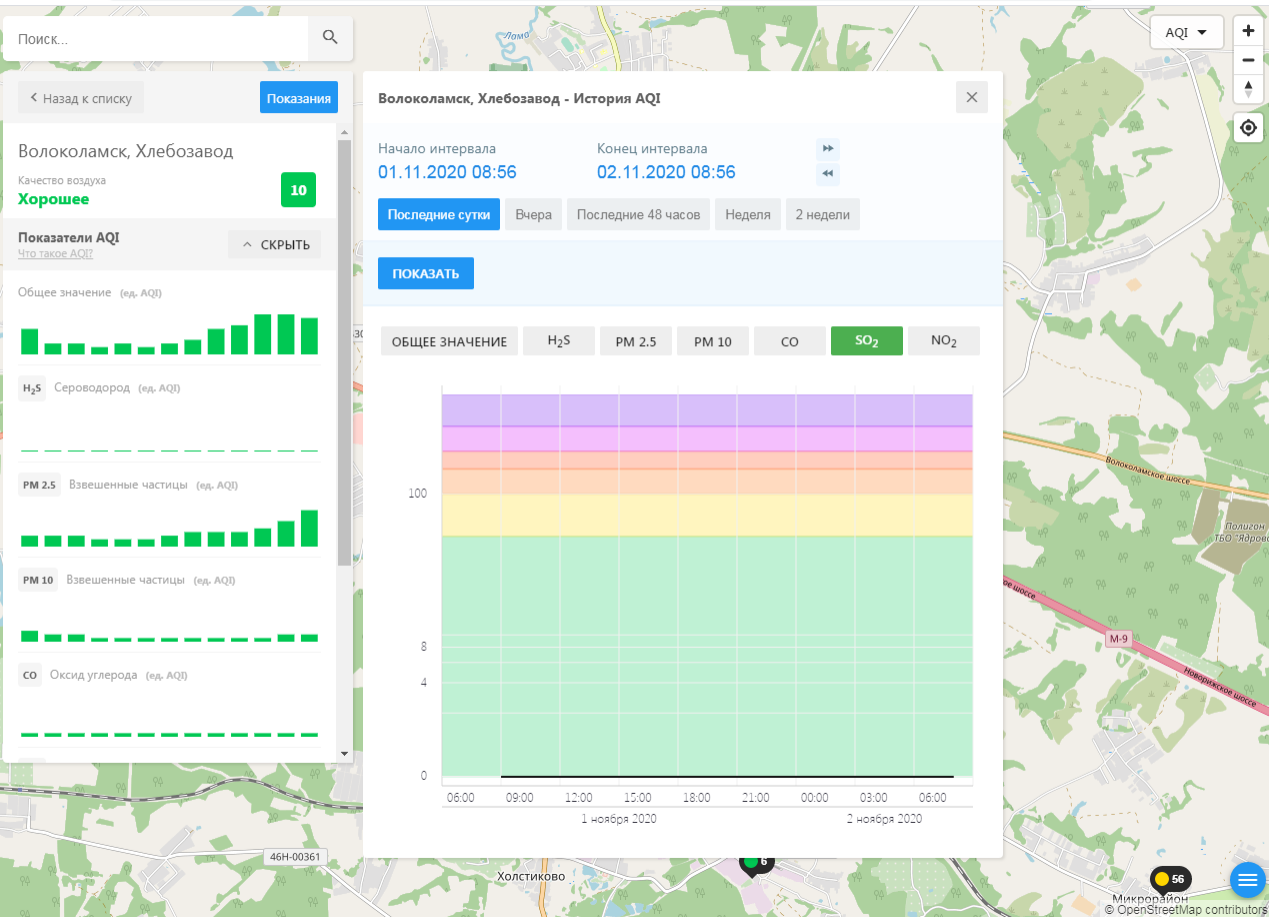 Поиск...
Назад к списку
Показания
Волоколамск, Хлебозавод
Качество воздуха
Хорошее
10
Показатели AQI
Что такое AQI?
СКРЫТЬ
Общее значение (ед. AQI)
H2S Сероводород (ед. AQI)
PM 2.5 Взвешенные частицы (ед. AQI)
PM 10 Взвешенные частицы (ед. AQI)
CO Оксид углерода (ед. AQI)
Волоколамск, Хлебозавод - История AQI
Начало интервала
01.11.2020 08:56
Конец интервала
02.11.2020 08:56
Последние сутки
Вчера
Последние 48 часов
Неделя
2 недели
ПОКАЗАТЬ
ОБЩЕЕ ЗНАЧЕНИЕ
H2S
PM 2.5
PM 10
CO
SO2
NO2
100
8
4
0
06:00 09:00 12:00 15:00 18:00 21:00 00:00 03:00 06:00
1 ноября 2020 2 ноября 2020
AQI
Лома
Волоколамское шоссе
Полигон
ТБО "Ядрово
М-9
Новорижское шоссе
шоссе
46Н-00361
Холстиково
6
56
Микрорайон
© OpenStreetMap contributors